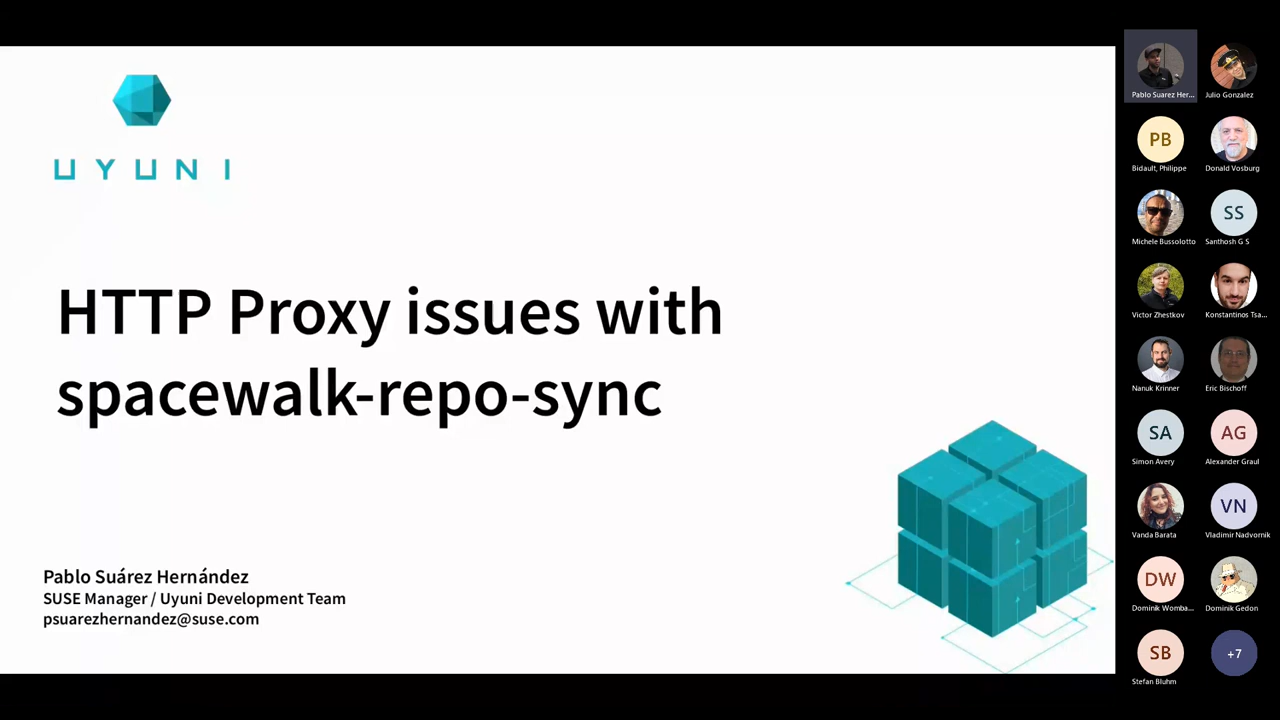 UYUNI
HTTP Proxy issues with
spacewalk-repo-sync
Pablo Suárez Hernández
SUSE Manager / Uyuni Development Team
psuarezhernandez@suse.com
Pablo Suarez Her...
Julio Gonzalez
PB
Bidault, Philippe
Donald Vosburg
Michele Bussolotto
SS
Santhosh G S
Victor Zhestkov
Konstantinos Tsa...
Nanuk Krinner
Eric Bischoff
SA
Simon Avery
AG
Alexander Graul
Vanda Barata
VN
Vladimir Nadvornik
DW
Dominik Womba...
Dominik Gedon
SB
Stefan Bluhm
+7